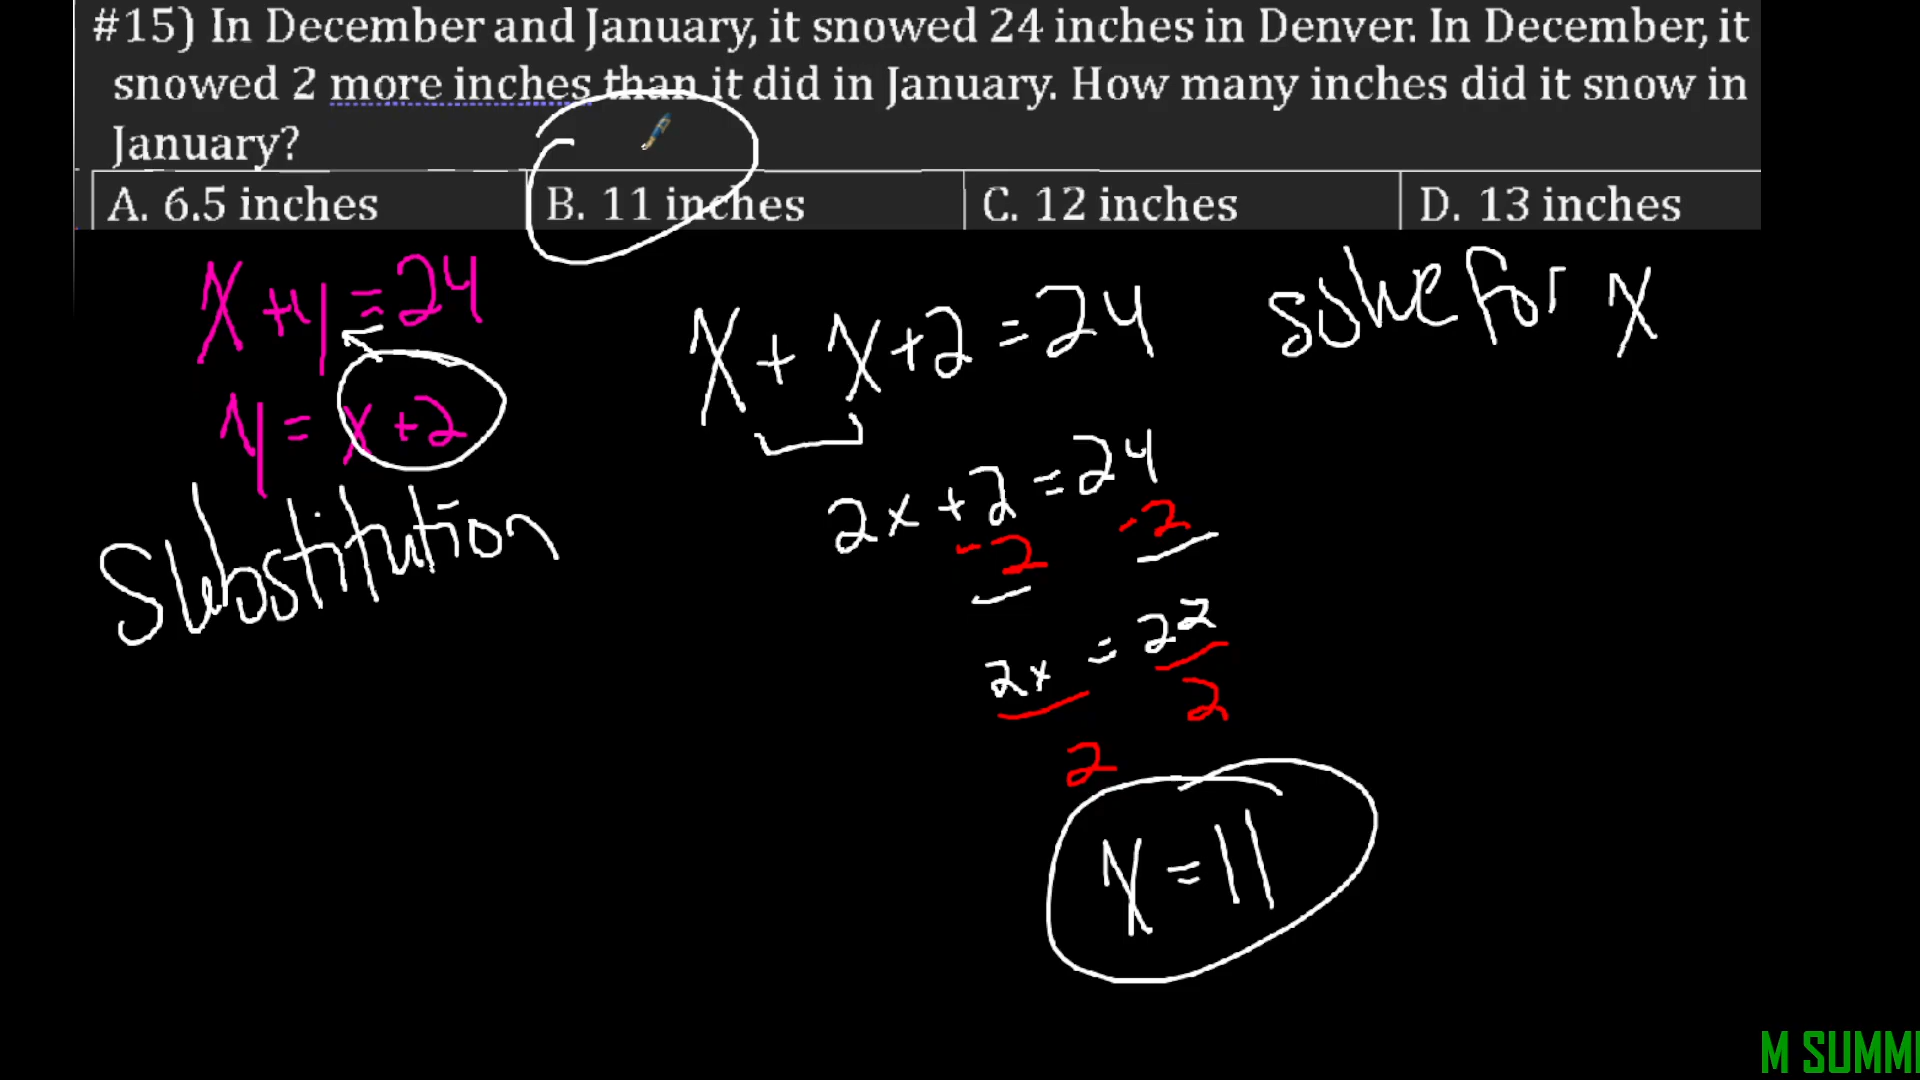 #15) In December and January, it snowed 24 inches in Denver. In December, it
snowed 2 more inches than it did in January. How many inches did it snow in
January?
A. 6.5 inches B. 11 inches C. 12 inches D. 13 inches
x + y = 24
y = x + 2
Substitution
x + x + 2 = 24
solve for x
2x + 2 = 24
-2 -2
2x = 22
2 2
x = 11
M SUMM